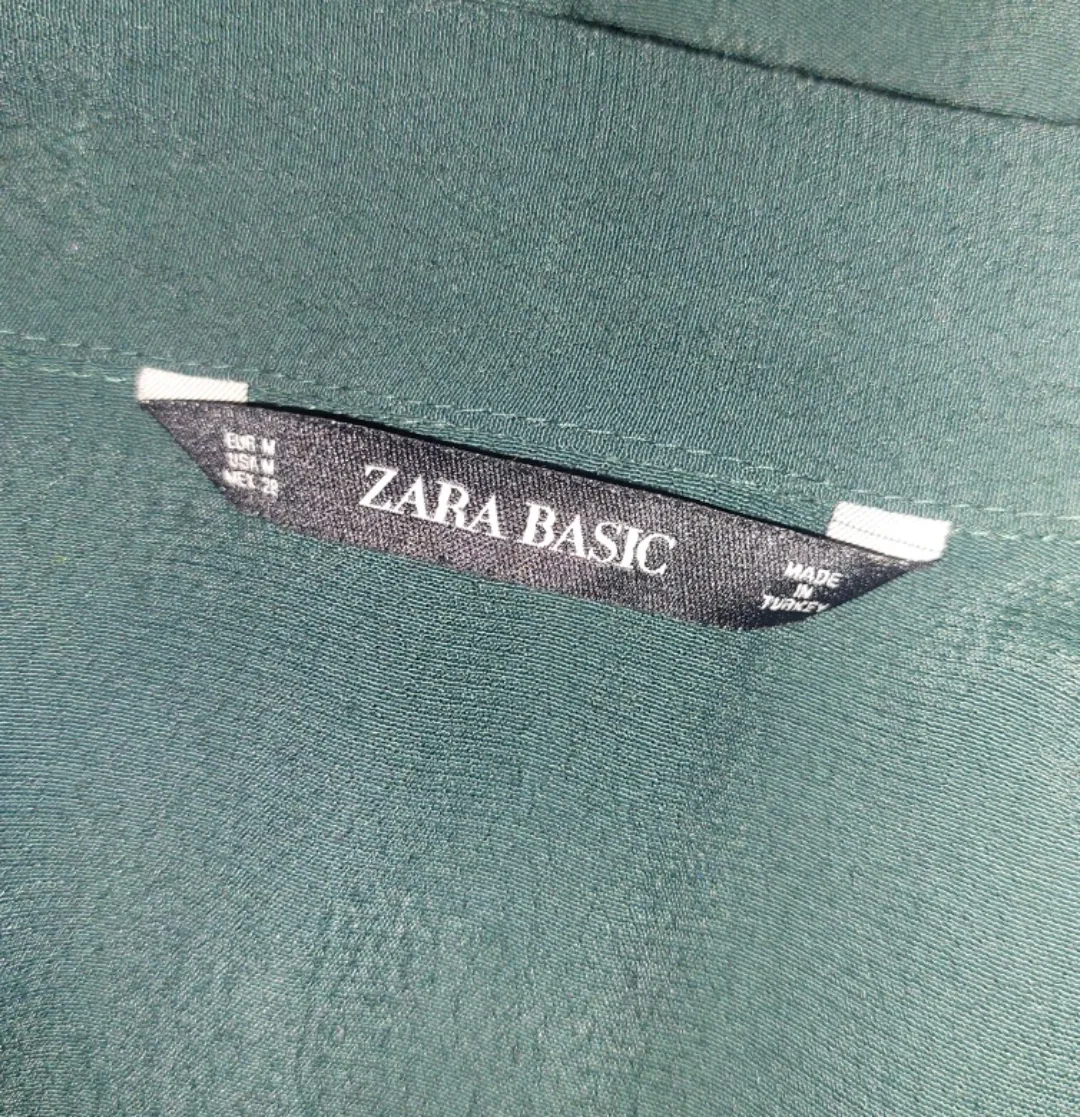 EUR M
USA M
MEX 28
ZARA BASIC
MADE
IN
TURKEY